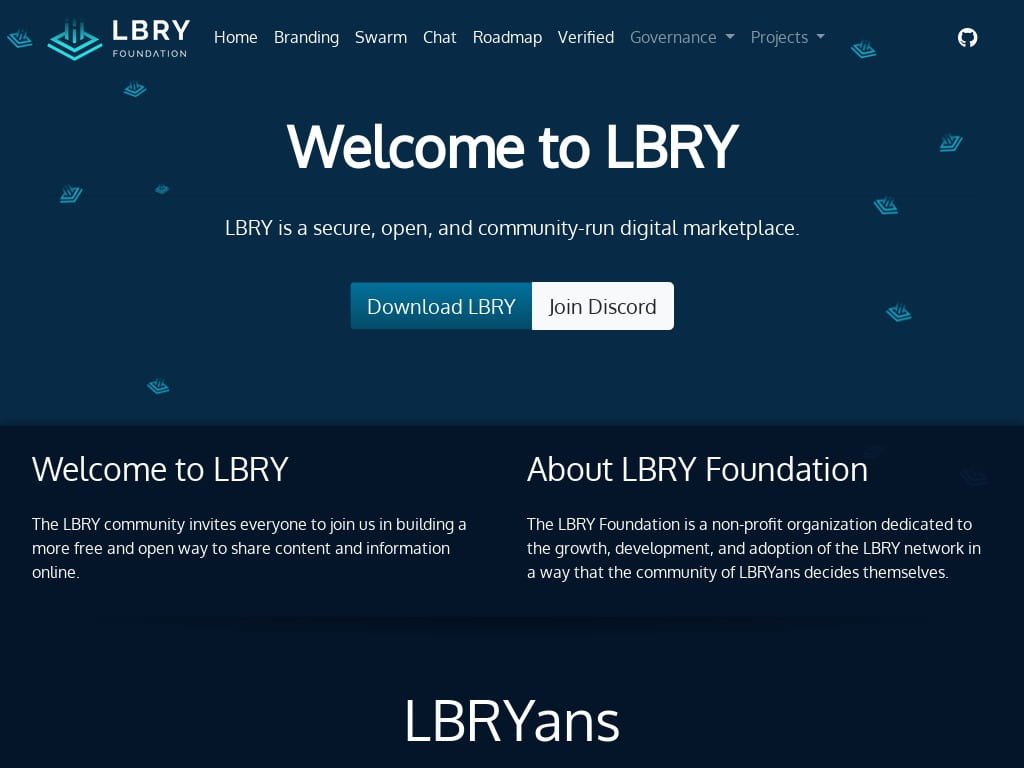 LBRY
FOUNDATION
Home Branding Swarm Chat Roadmap Verified Governance Projects
Welcome to LBRY
LBRY is a secure, open, and community-run digital marketplace.
Download LBRY Join Discord
Welcome to LBRY
The LBRY community invites everyone to join us in building a
more free and open way to share content and information
online.
About LBRY Foundation
The LBRY Foundation is a non-profit organization dedicated to
the growth, development, and adoption of the LBRY network in
a way that the community of LBRYans decides themselves.
LBRYans